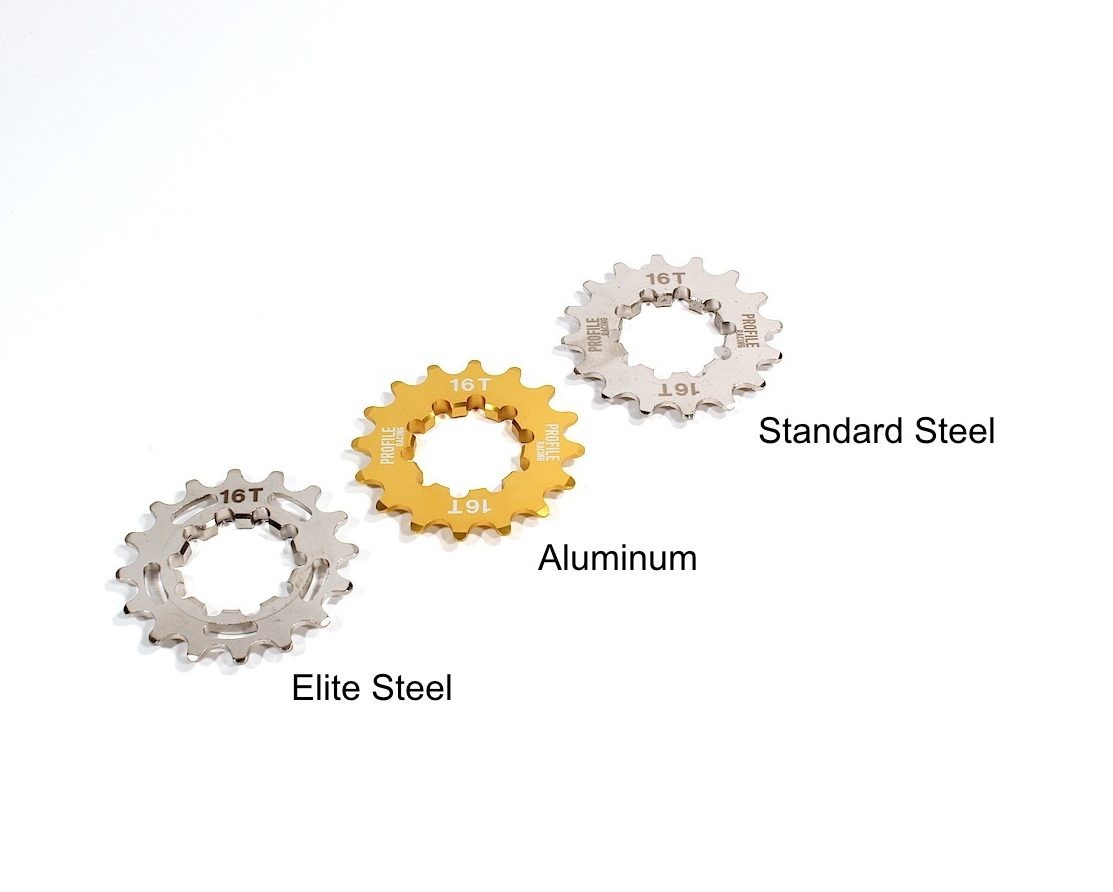 16T
PROFILE
RACING
PROFILE
RACING
16T
Standard Steel
16T
PROFILE
RACING
PROFILE
RACING
16T
Aluminum
16T
Elite Steel